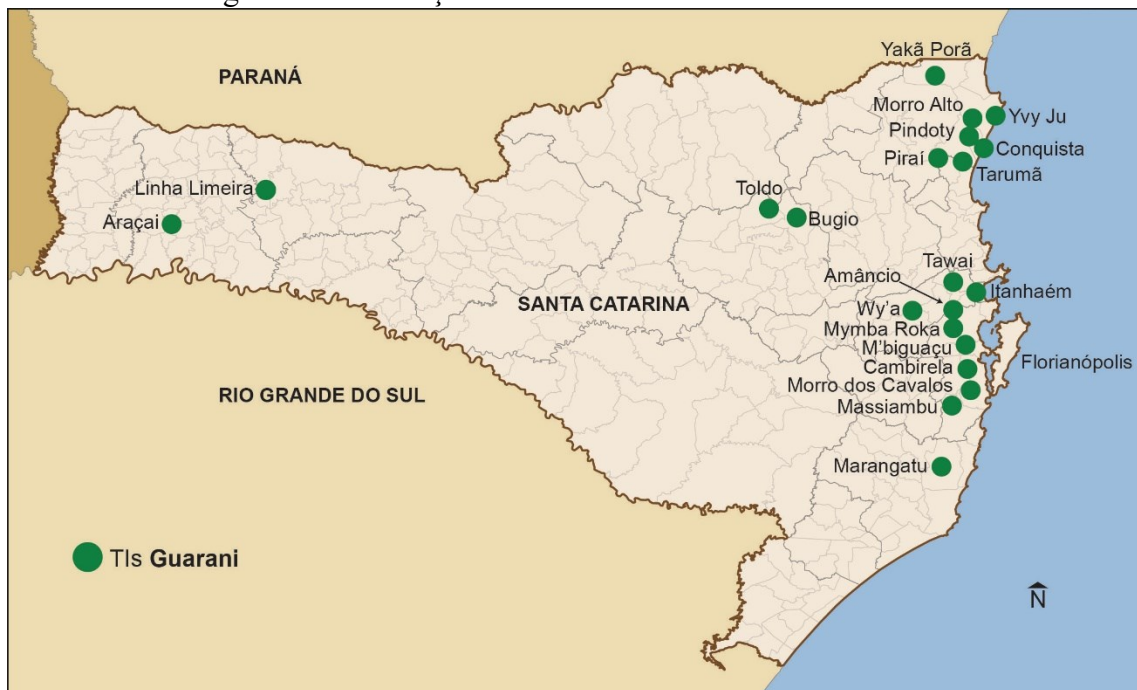 Yakã Porã
PARANÁ
Morro Alto
Yvy Ju
Pindoty
Conquista
Piraí
Tarumã
Linha Limeira
Toldo
Araçai
Bugio
Tawai
Amâncio
Itanhaém
SANTA CATARINA
Wy'a
Mymba Roka
M'biguaçu
Florianópolis
Cambirela
Morro dos Cavalos
RIO GRANDE DO SUL
Massiambu
Marangatu
TIs Guarani
N